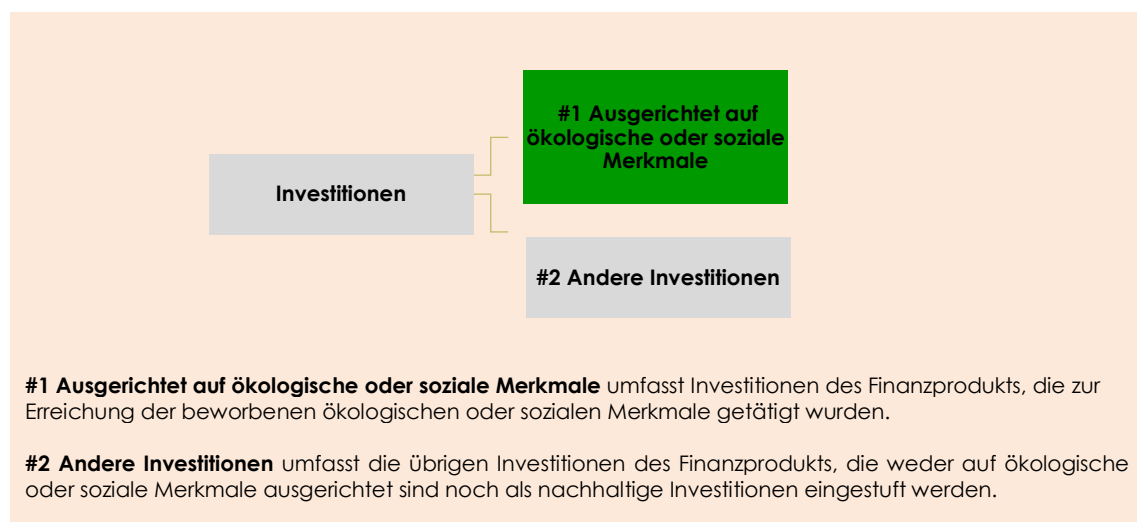 #1 Ausgerichtet auf
ökologische oder soziale
Merkmale
Investitionen
#2 Andere Investitionen
#1 Ausgerichtet auf ökologische oder soziale Merkmale umfasst Investitionen des Finanzprodukts, die zur
Erreichung der beworbenen ökologischen oder sozialen Merkmale getätigt wurden.
#2 Andere Investitionen umfasst die übrigen Investitionen des Finanzprodukts, die weder auf ökologische
oder soziale Merkmale ausgerichtet sind noch als nachhaltige Investitionen eingestuft werden.